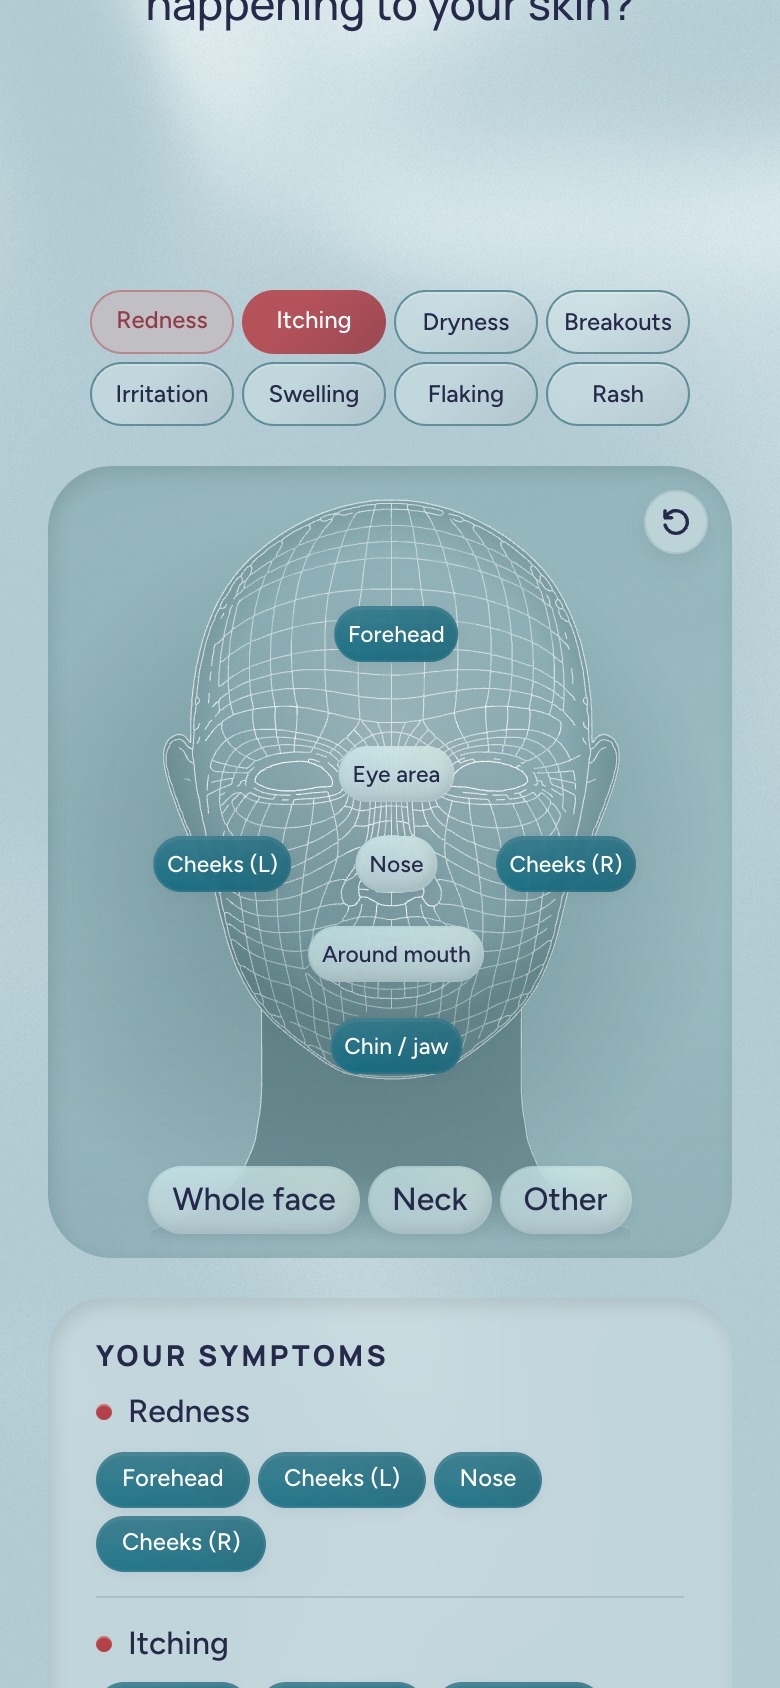 happening to your skin?
Redness Itching Dryness Breakouts
Irritation Swelling Flaking Rash
Forehead
Eye area
Cheeks (L) Nose Cheeks (R)
Around mouth
Chin / jaw
Whole face Neck Other
YOUR SYMPTOMS
Redness
Forehead Cheeks (L) Nose
Cheeks (R)
Itching